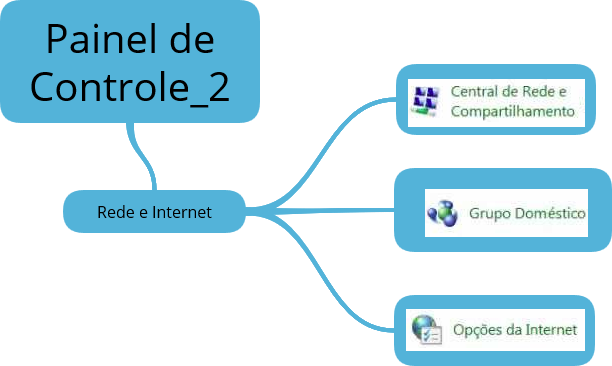 Painel de
Controle_2
Central de Rede e
Compartilhamento
Rede e Internet
Grupo Doméstico
Opções da Internet